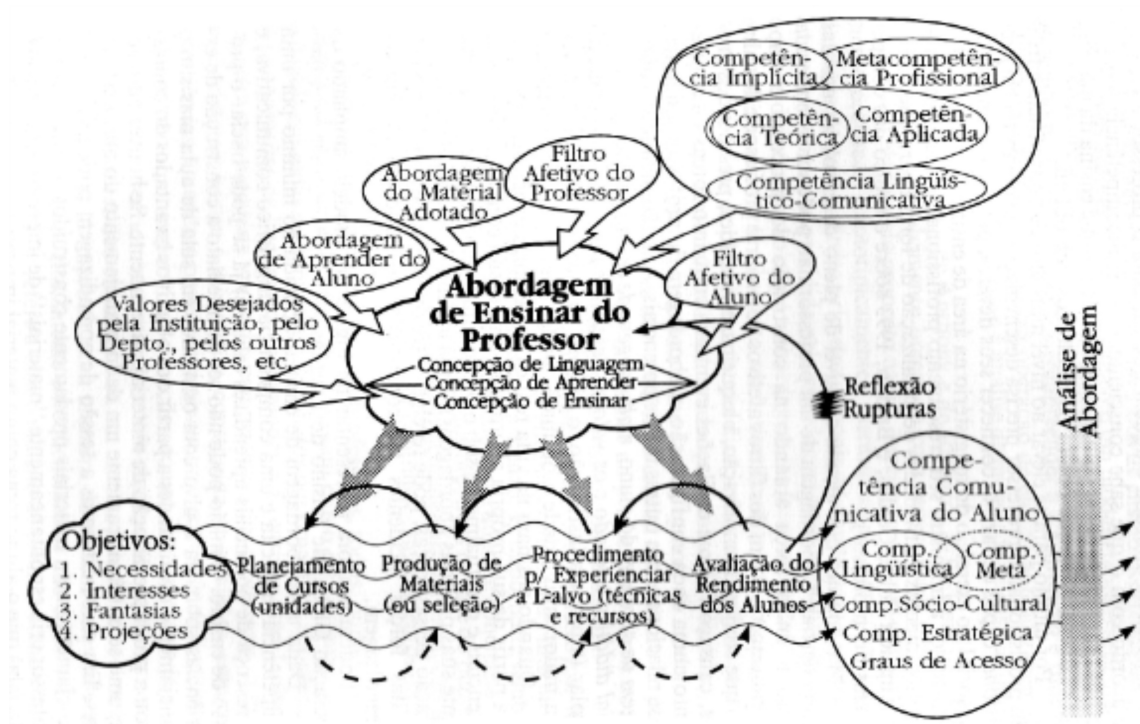 Competên-
cia Implícita
Metacompetên-
cia Profissional
Competên-
cia Teórica
Competên-
cia Aplicada
Competência Lingüís-
tico-Comunicativa
Filtro
Afetivo do
Professor
Abordagem
do Material
Adotado
Abordagem
de Aprender do
Aluno
Valores Desejados
pela Instituição, pelo
Depto., pelos outros
Professores, etc.
Filtro
Afetivo do
Aluno
Abordagem
de Ensinar do
Professor
Concepção de Linguagem
Concepção de Aprender
Concepção de Ensinar
Reflexão
Rupturas
Análise de
Abordagem
Objetivos:
1. Necessidades
2. Interesses
3. Fantasias
4. Projeções
Planejamento
de Cursos
(unidades)
Produção de
Materiais
(ou seleção)
Procedimento
p/ Experienciar
a L-alvo (técnicas
e recursos)
Avaliação do
Rendimento
dos Alunos
Compe-
tência Comu-
nicativa do Aluno
Comp.
Lingüística
Comp.
Meta
Comp.Sócio-Cultural
Comp. Estratégica
Graus de Acesso